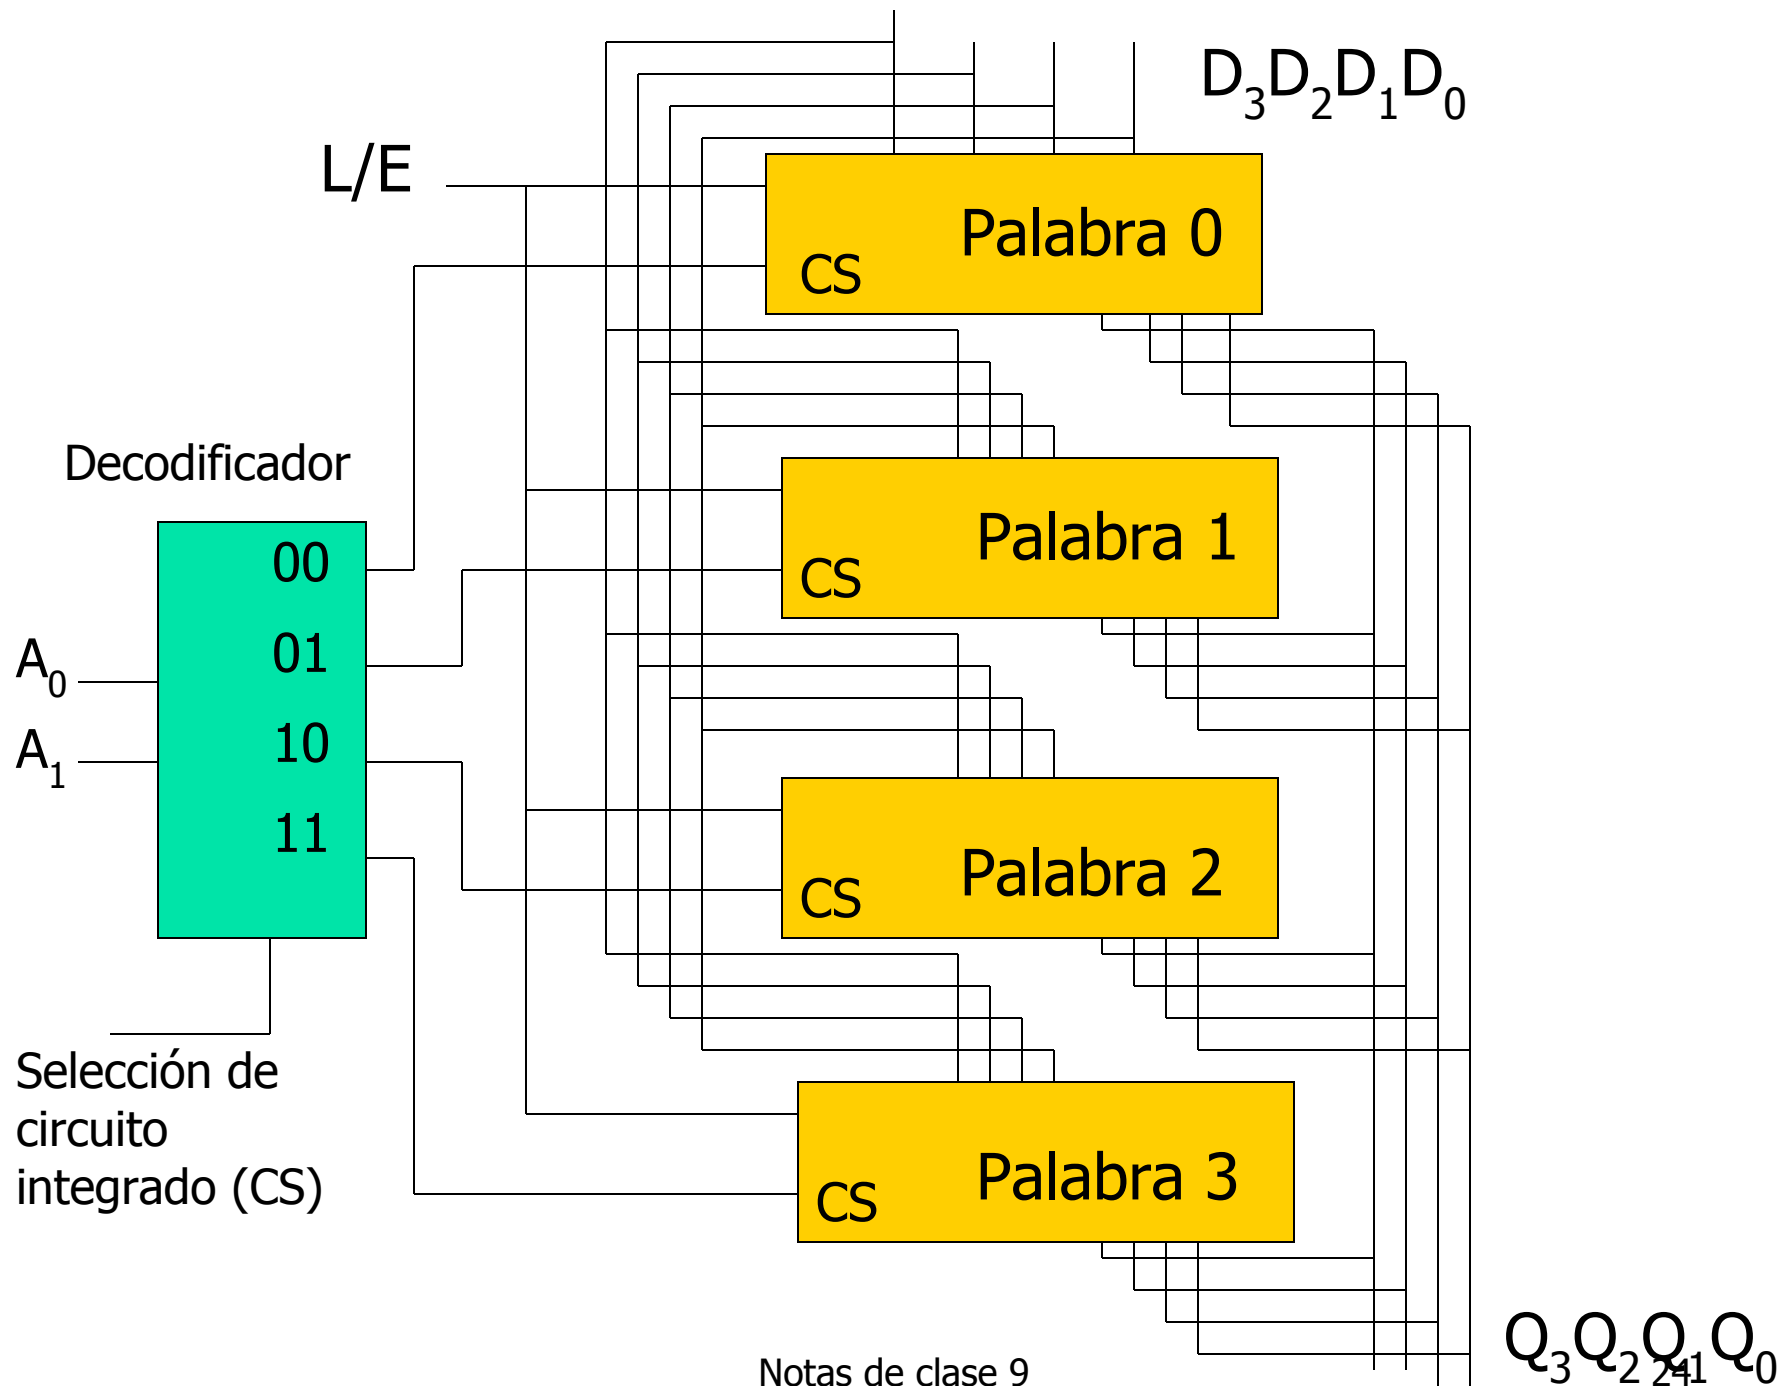 D3D2D1D0
L/E
Palabra 0
CS
Decodificador
00
Palabra 1
CS
01
A0
10
A1
11
Palabra 2
CS
Selección de
circuito
integrado (CS)
Palabra 3
CS
Q3Q2Q1Q0
Notas de clase 9
24